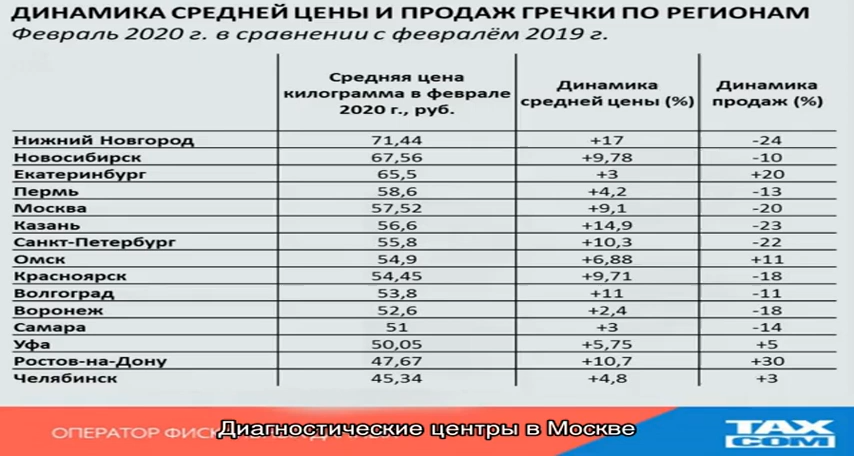 ДИНАМИКА СРЕДНЕЙ ЦЕНЫ И ПРОДАЖ ГРЕЧКИ ПО РЕГИОНАМ
Февраль 2020 г. в сравнении с февралём 2019 г.
Средняя цена килограмма в феврале 2020 г., руб. Динамика средней цены (%) Динамика продаж (%)
Нижний Новгород 71,44 +17 -24
Новосибирск 67,56 +9,78 -10
Екатеринбург 65,5 +3 +20
Пермь 58,6 +4,2 -13
Москва 57,52 +9,1 -20
Казань 56,6 +14,9 -23
Санкт-Петербург 55,8 +10,3 -22
Омск 54,9 +6,88 +11
Красноярск 54,45 +9,71 -18
Волгоград 53,8 +11 -11
Воронеж 52,6 +2,4 -18
Самара 51 +3 -14
Уфа 50,05 +5,75 +5
Ростов-на-Дону 47,67 +10,7 +30
Челябинск 45,34 +4,8 +3
ОПЕРАТОР
Диагностические центры в Москве
TAX
COM